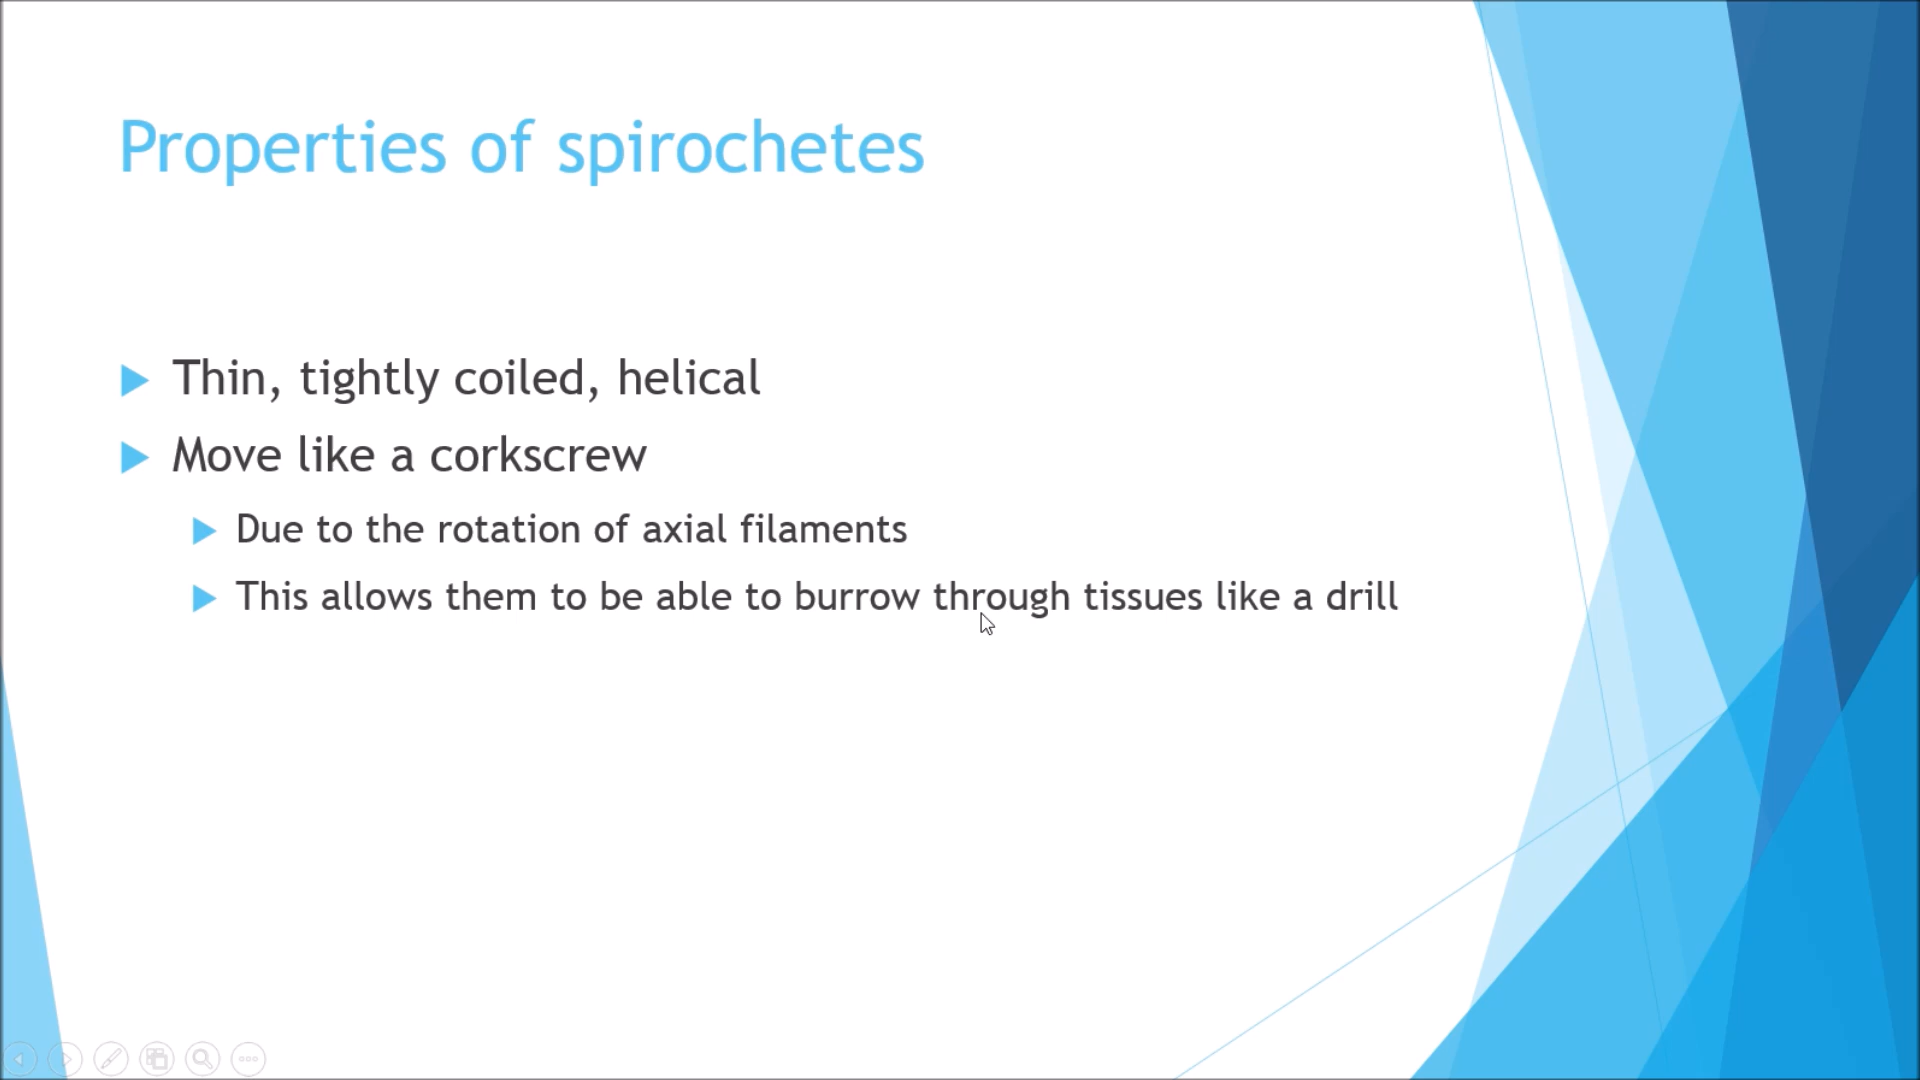 Properties of spirochetes
Thin, tightly coiled, helical
Move like a corkscrew
Due to the rotation of axial filaments
This allows them to be able to burrow through tissues like a drill